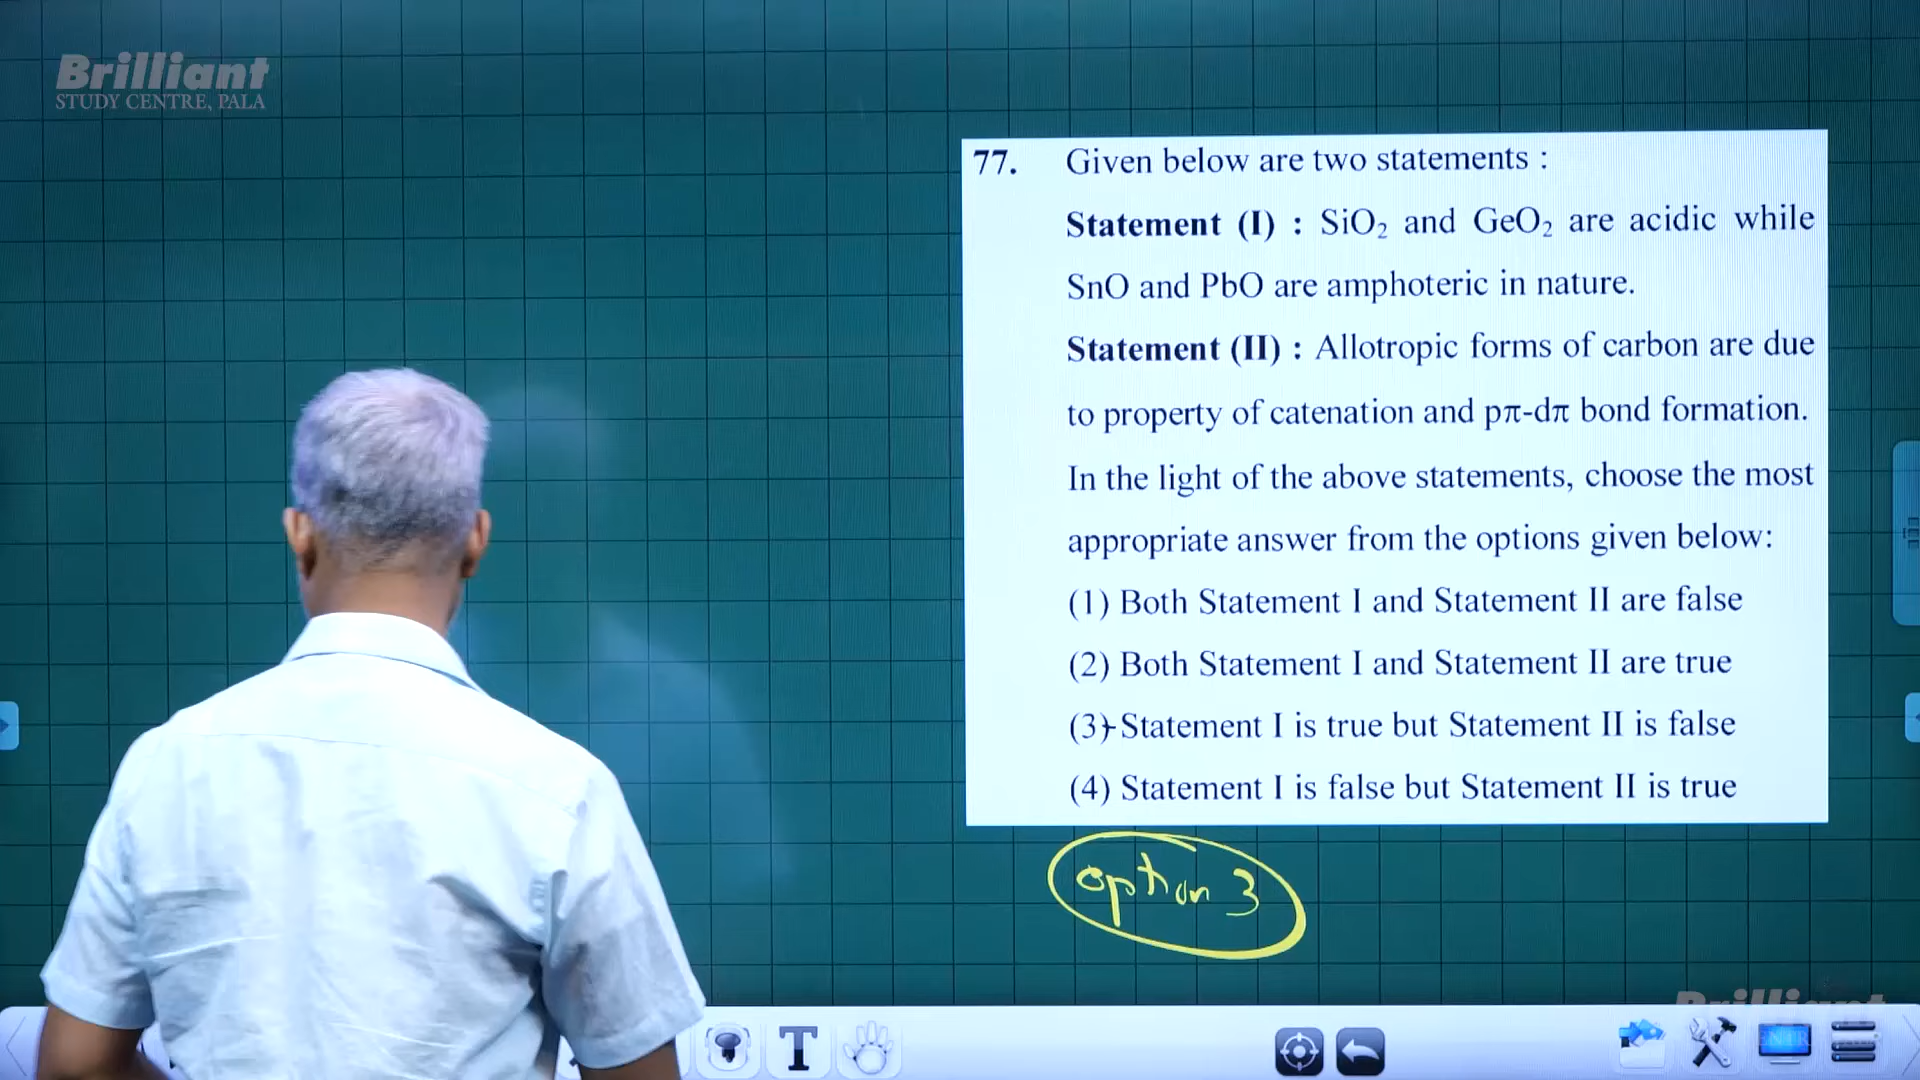 Brilliant
STUDY CENTRE, PALA
77. Given below are two statements :
Statement (I) : SiO₂ and GeO₂ are acidic while
SnO and PbO are amphoteric in nature.
Statement (II) : Allotropic forms of carbon are due
to property of catenation and pπ-dπ bond formation.
In the light of the above statements, choose the most
appropriate answer from the options given below:
(1) Both Statement I and Statement II are false
(2) Both Statement I and Statement II are true
(3) Statement I is true but Statement II is false
(4) Statement I is false but Statement II is true
option 3
Brilliant
T